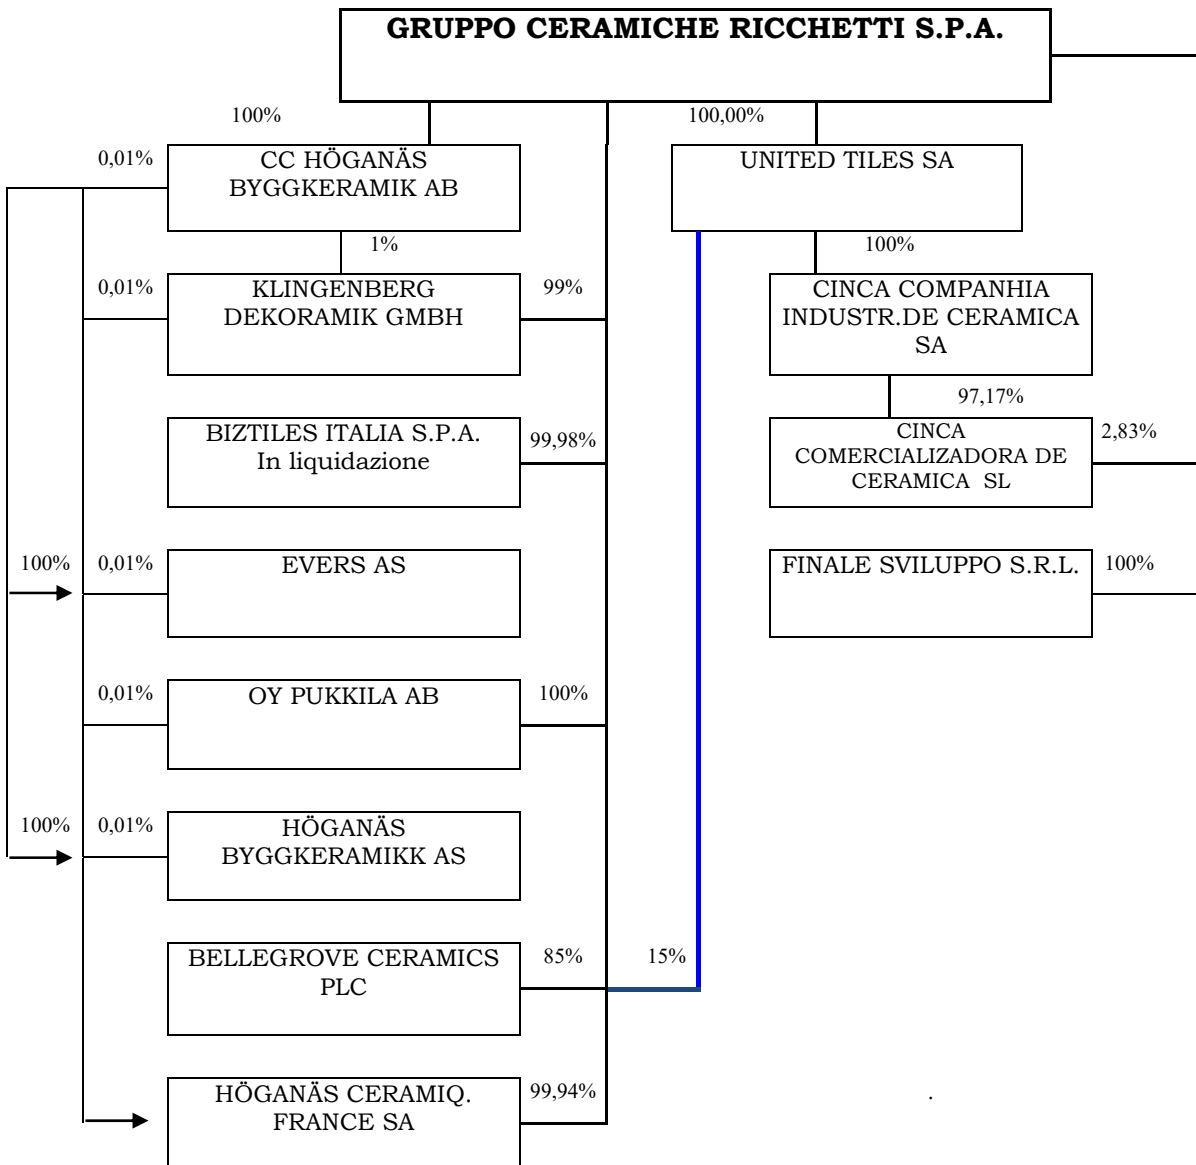 GRUPPO CERAMICHE RICCHETTI S.P.A.
100%
100,00%
0,01%
CC HÖGANÄS
BYGGKERAMIK AB
UNITED TILES SA
1%
100%
0,01%
KLINGENBERG
DEKORAMIK GMBH
99%
CINCA COMPANHIA
INDUSTR.DE CERAMICA
SA
97,17%
BIZTILES ITALIA S.P.A.
In liquidazione
99,98%
CINCA
COMERCIALIZADORA DE
CERAMICA SL
2,83%
100%
0,01%
EVERS AS
FINALE SVILUPPO S.R.L.
100%
0,01%
OY PUKKILA AB
100%
100%
0,01%
HÖGANÄS
BYGGKERAMIKK AS
BELLEGROVE CERAMICS
PLC
85%
15%
HÖGANÄS CERAMIQ.
FRANCE SA
99,94%
.